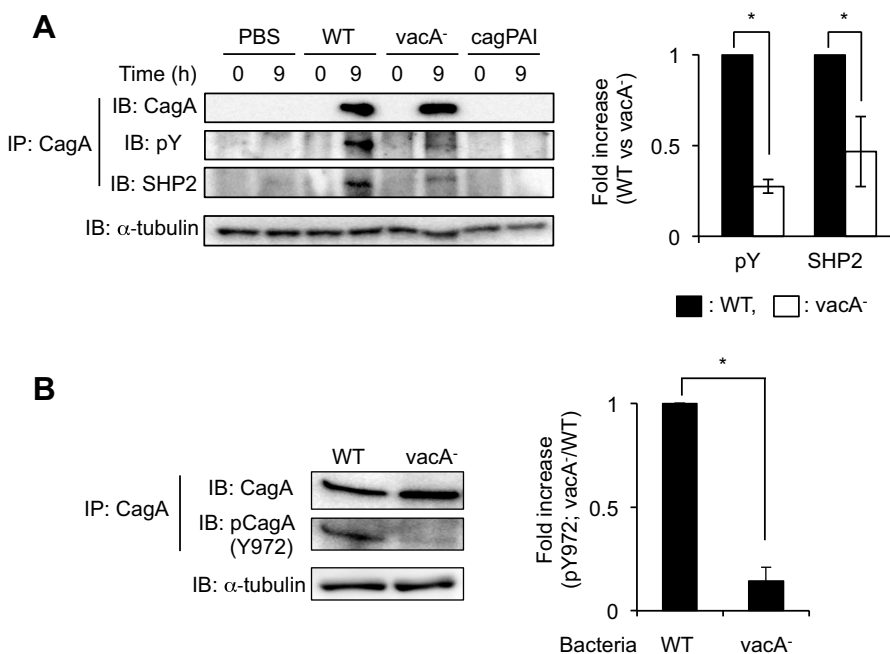 A
PBS WT vacA- cagPAI
Time (h) 0 9 0 9 0 9 0 9
IP: CagA
IB: CagA
IB: pY
IB: SHP2
IB: α-tubulin
Fold increase
(WT vs vacA-)
1
0.5
0
* *
pY SHP2
: WT, : vacA-
B
WT vacA-
IP: CagA
IB: CagA
IB: pCagA
(Y972)
IB: α-tubulin
Fold increase
(pY972; vacA-/WT)
1
0.5
0
*
Bacteria WT vacA-